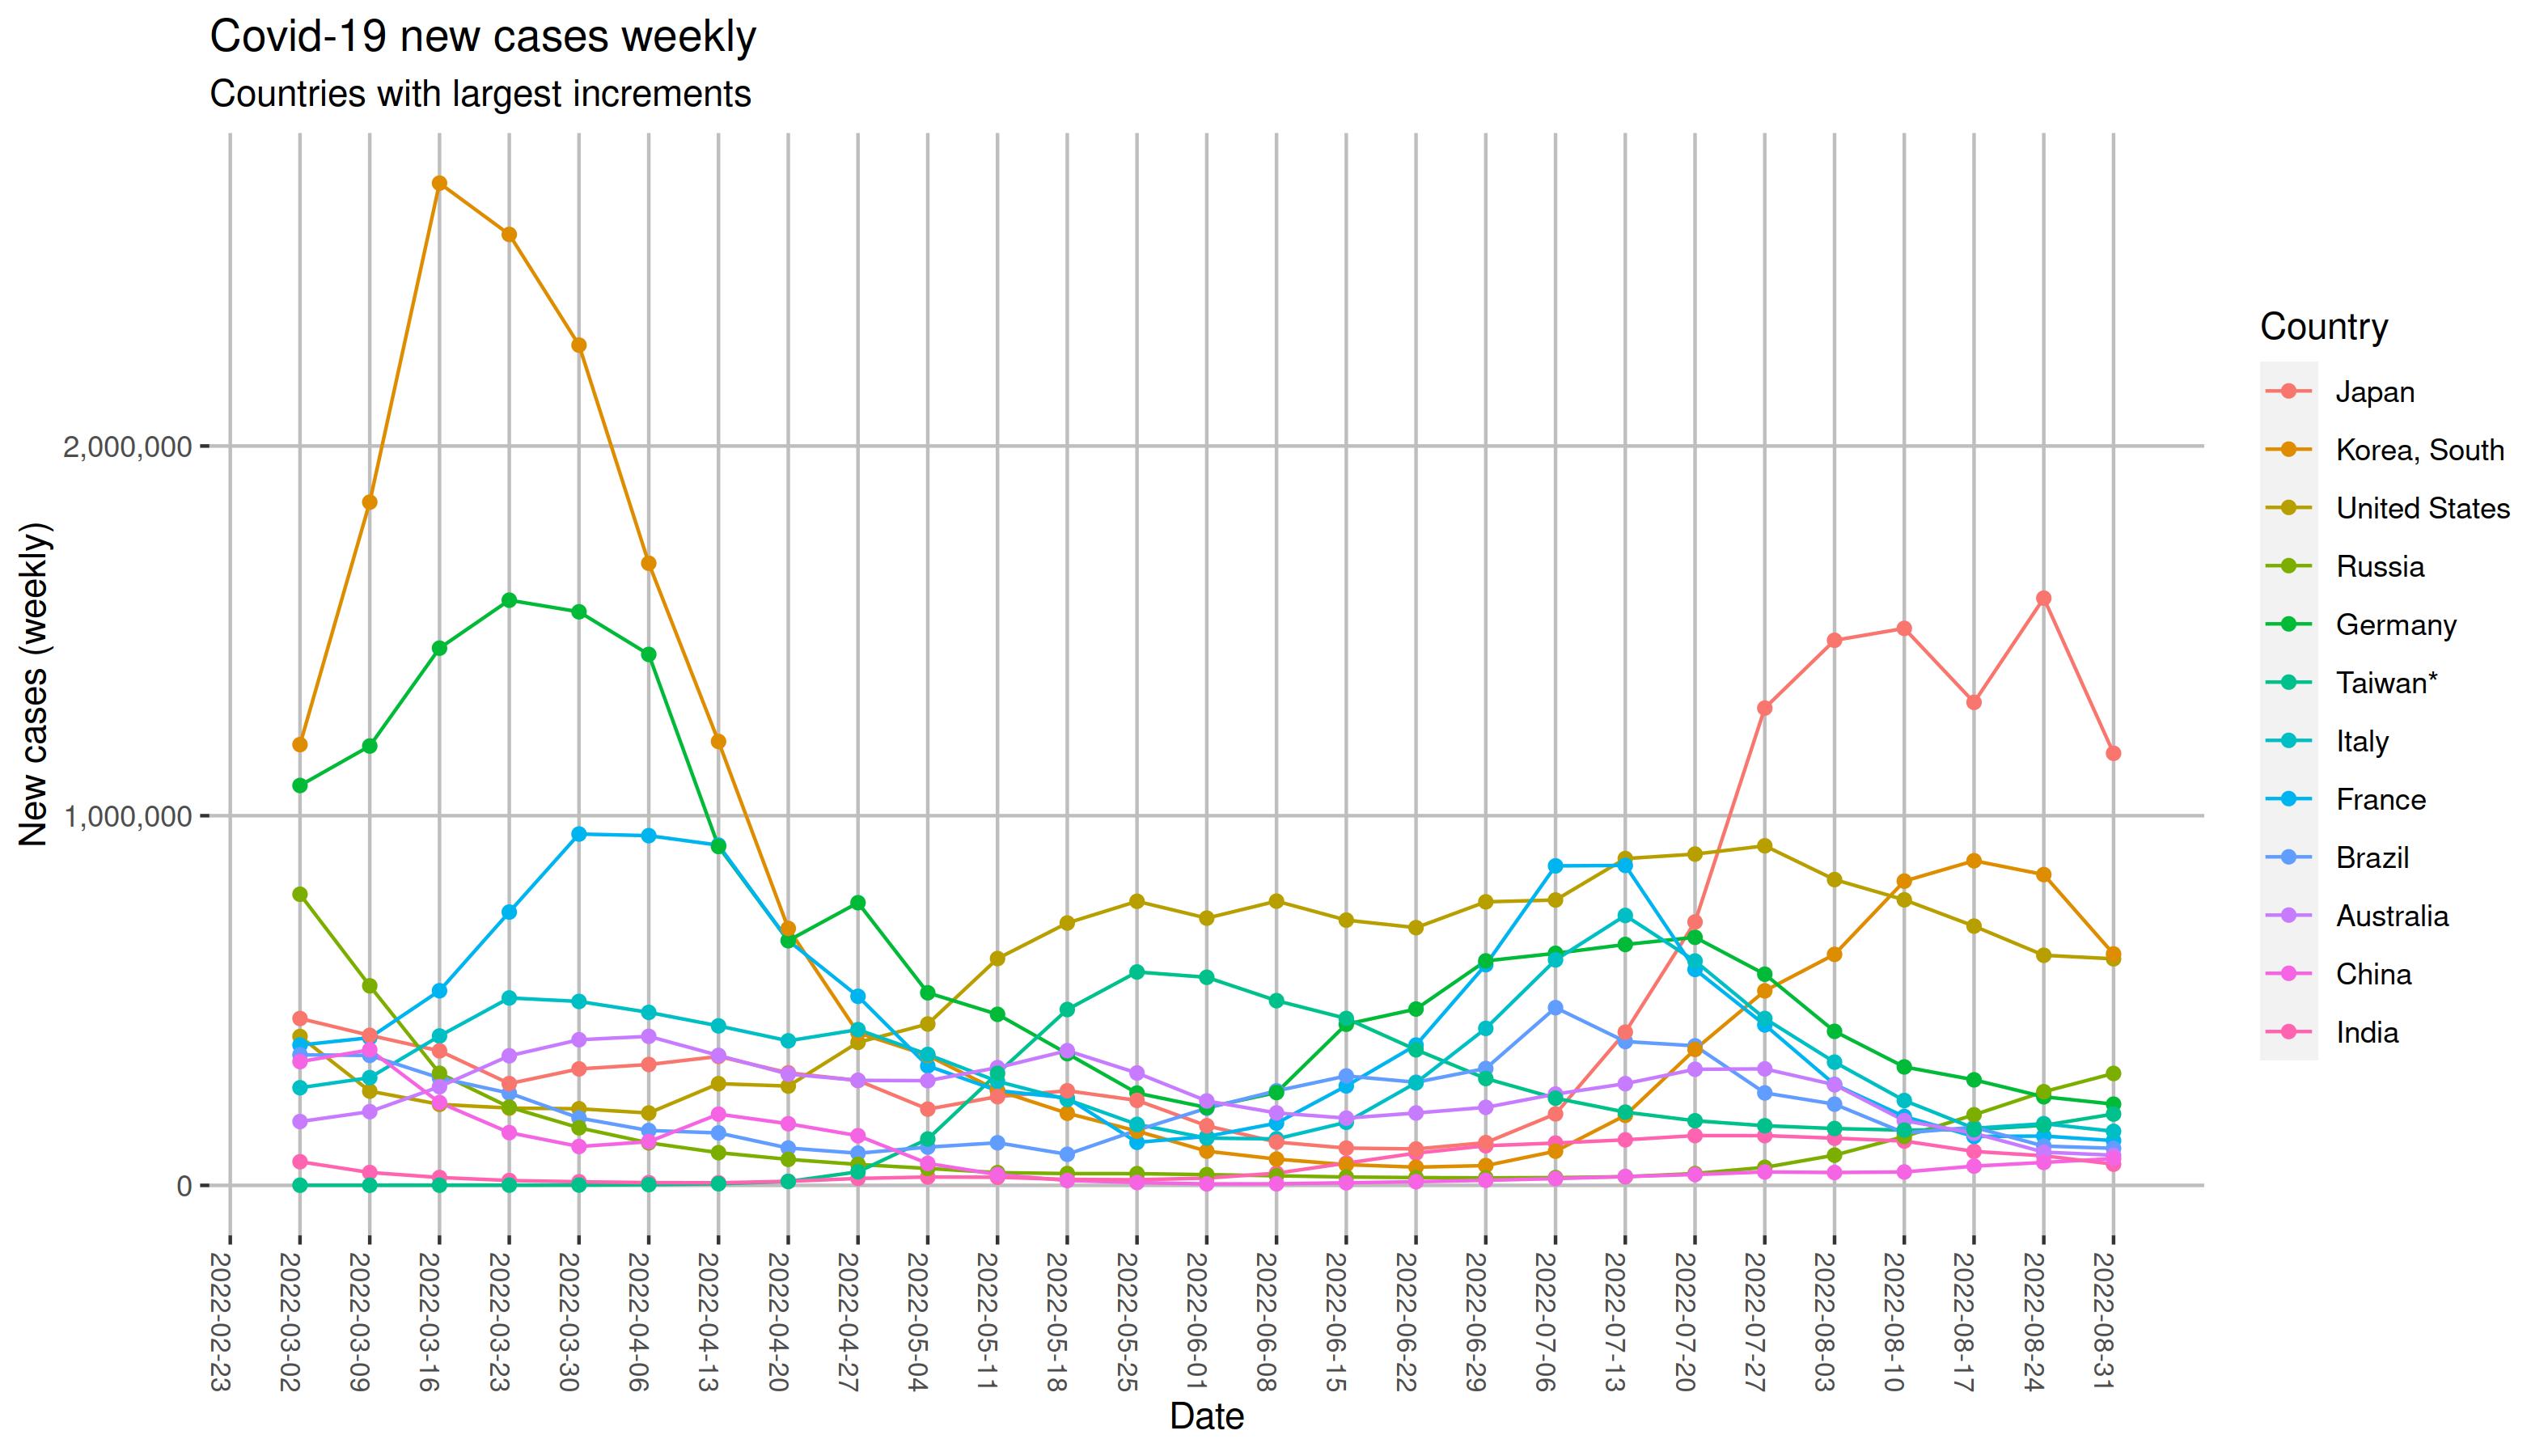 Covid-19 new cases weekly
Countries with largest increments
New cases (weekly)
2,000,000
1,000,000
0
2022-02-23
2022-03-02
2022-03-09
2022-03-16
2022-03-23
2022-03-30
2022-04-06
2022-04-13
2022-04-20
2022-04-27
2022-05-04
2022-05-11
2022-05-18
2022-05-25
2022-06-01
2022-06-08
2022-06-15
2022-06-22
2022-06-29
2022-07-06
2022-07-13
2022-07-20
2022-07-27
2022-08-03
2022-08-10
2022-08-17
2022-08-24
2022-08-31
Date
Country
Japan
Korea, South
United States
Russia
Germany
Taiwan*
Italy
France
Brazil
Australia
China
India